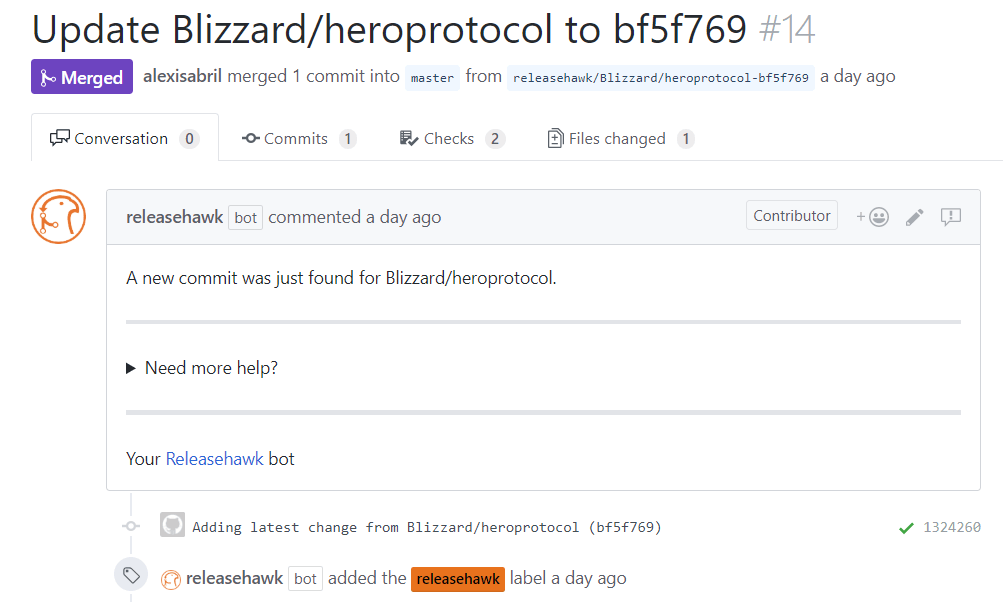 Update Blizzard/heroprotocol to bf5f769 #14
Merged alexisabril merged 1 commit into master from releasehawk/Blizzard/heroprotocol-bf5f769 a day ago
Conversation 0 Commits 1 Checks 2 Files changed 1
releasehawk bot commented a day ago Contributor +
A new commit was just found for Blizzard/heroprotocol.
Need more help?
Your Releasehawk bot
Adding latest change from Blizzard/heroprotocol (bf5f769) 1324260
releasehawk bot added the releasehawk label a day ago